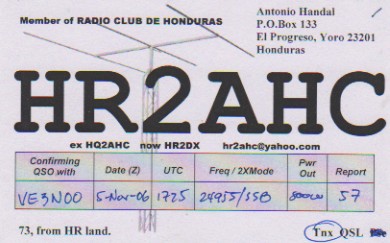 Member of RADIO CLUB DE HONDURAS
Antonio Handal
P.O.Box 133
El Progreso, Yoro 23201
Honduras
HR2AHC
ex HQ2AHC now HR2DX hr2ahc@yahoo.com
Confirming QSO with Date (Z) UTC Freq / 2XMode Pwr Out Report
VE3NOO 5-Nov-06 1725 24955/SSB 800W 57
73, from HR land.
Tnx QSL